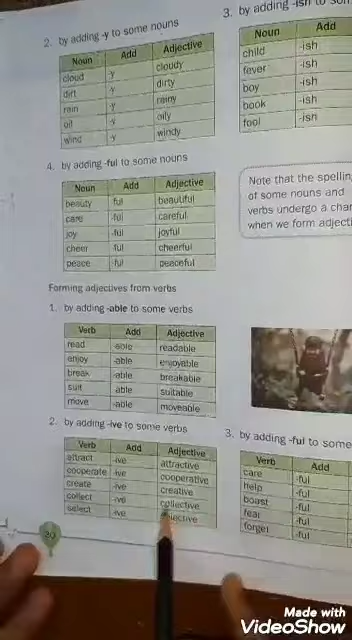 2. by adding -y to some nouns
Noun Add Adjective
cloud -y cloudy
dirt -y dirty
rain -y rainy
oil -y oily
wind -y windy
4. by adding -ful to some nouns
Noun Add Adjective
beauty ful beautiful
care -ful careful
joy -ful joyful
cheer ful cheerful
peace -ful peaceful
Forming adjectives from verbs
1. by adding -able to some verbs
Verb Add Adjective
read -able readable
enjoy -able enjoyable
break -able breakable
suit -able suitable
move -able moveable
2. by adding -ive to some verbs
Verb Add Adjective
attract -ive attractive
cooperate -ive cooperative
create -ive creative
collect -ive collective
select -ive
20
3. by adding -ish to
Noun Add
child -ish
fever -ish
boy -ish
book -ish
fool -ish
Note that the spelling
of some nouns and
verbs undergo a
when we form
3. by adding -ful to some
Verb Add
care -ful
help -ful
boast -ful
fear -ful
forget -ful
Made with
VideoShow